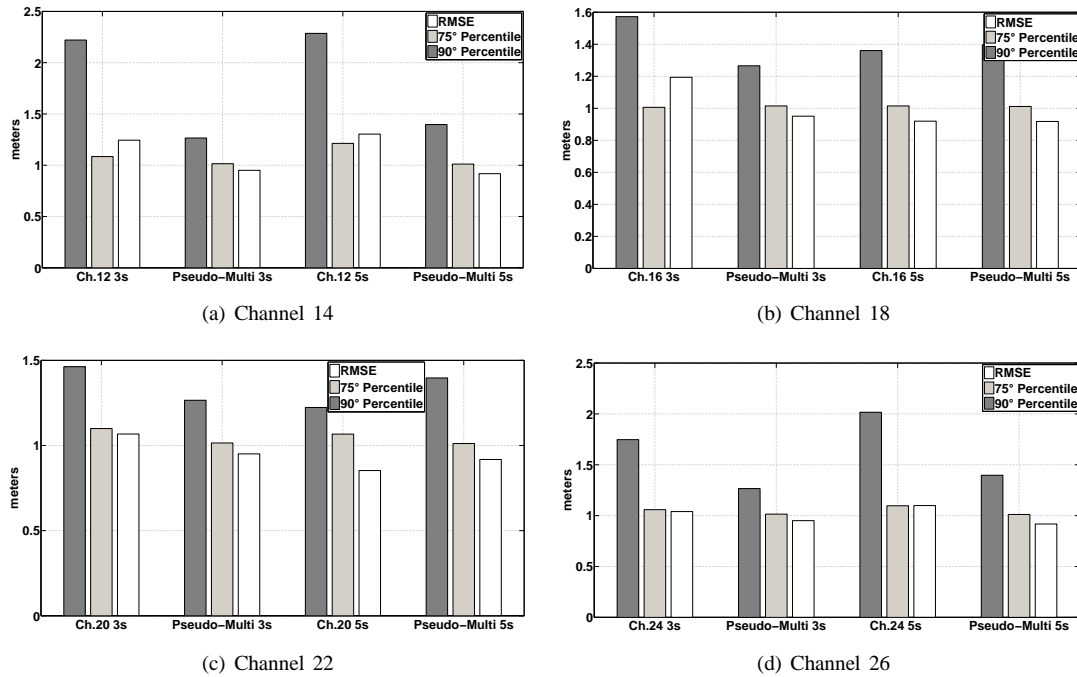 2.5
2
1.5
1
0.5
0
meters
RMSE
75° Percentile
90° Percentile
Ch.12 3s
Pseudo−Multi 3s
Ch.12 5s
Pseudo−Multi 5s
(a) Channel 14
1.6
1.4
1.2
1
0.8
0.6
0.4
0.2
0
meters
RMSE
75° Percentile
90° Percentile
Ch.16 3s
Pseudo−Multi 3s
Ch.16 5s
Pseudo−Multi 5s
(b) Channel 18
1.5
1
0.5
0
meters
RMSE
75° Percentile
90° Percentile
Ch.20 3s
Pseudo−Multi 3s
Ch.20 5s
Pseudo−Multi 5s
(c) Channel 22
2.5
2
1.5
1
0.5
0
meters
RMSE
75° Percentile
90° Percentile
Ch.24 3s
Pseudo−Multi 3s
Ch.24 5s
Pseudo−Multi 5s
(d) Channel 26